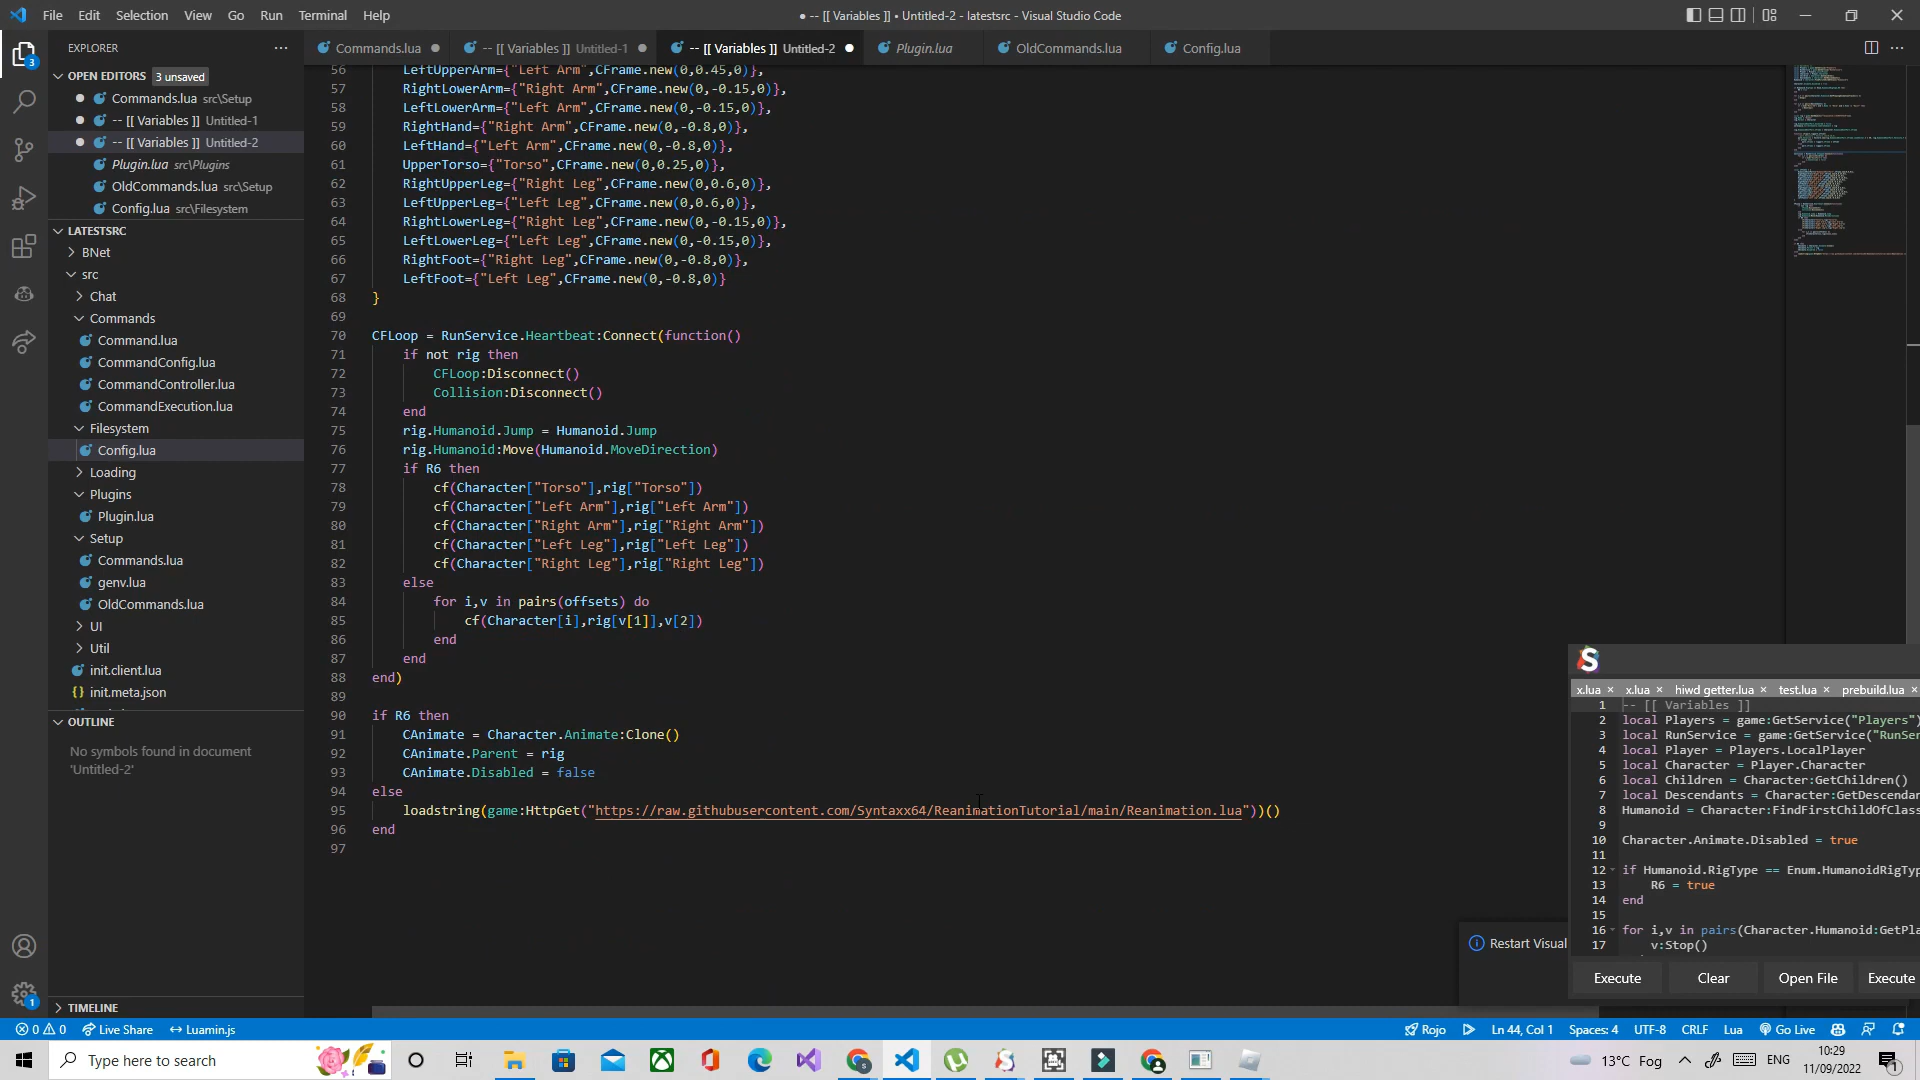 File Edit Selection View Go Run Terminal Help
● -- [[ Variables ]] • Untitled-2 - latestsrc - Visual Studio Code
EXPLORER
Commands.lua ● -- [[ Variables ]] Untitled-1 ● -- [[ Variables ]] Untitled-2 ● Plugin.lua OldCommands.lua Config.lua
OPEN EDITORS 3 unsaved
Commands.lua src\Setup
-- [[ Variables ]] Untitled-1
-- [[ Variables ]] Untitled-2
Plugin.lua src\Plugins
OldCommands.lua src\Setup
Config.lua src\Filesystem
LATESTSRC
BNet
src
Chat
Commands
Command.lua
CommandConfig.lua
CommandController.lua
CommandExecution.lua
Filesystem
Config.lua
Loading
Plugins
Plugin.lua
Setup
Commands.lua
genv.lua
OldCommands.lua
UI
Util
init.client.lua
init.meta.json
OUTLINE
No symbols found in document
'Untitled-2'
TIMELINE
56 LeftUpperArm={"Left Arm",CFrame.new(0,0.45,0)},
57 RightLowerArm={"Right Arm",CFrame.new(0,-0.15,0)},
58 LeftLowerArm={"Left Arm",CFrame.new(0,-0.15,0)},
59 RightHand={"Right Arm",CFrame.new(0,-0.8,0)},
60 LeftHand={"Left Arm",CFrame.new(0,-0.8,0)},
61 UpperTorso={"Torso",CFrame.new(0,0.25,0)},
62 RightUpperLeg={"Right Leg",CFrame.new(0,0.6,0)},
63 LeftUpperLeg={"Left Leg",CFrame.new(0,0.6,0)},
64 RightLowerLeg={"Right Leg",CFrame.new(0,-0.15,0)},
65 LeftLowerLeg={"Left Leg",CFrame.new(0,-0.15,0)},
66 RightFoot={"Right Leg",CFrame.new(0,-0.8,0)},
67 LeftFoot={"Left Leg",CFrame.new(0,-0.8,0)}
68 }
69
70 CFLoop = RunService.Heartbeat:Connect(function()
71 if not rig then
72 CFLoop:Disconnect()
73 Collision:Disconnect()
74 end
75 rig.Humanoid.Jump = Humanoid.Jump
76 rig.Humanoid:Move(Humanoid.MoveDirection)
77 if R6 then
78 cf(Character["Torso"],rig["Torso"])
79 cf(Character["Left Arm"],rig["Left Arm"])
80 cf(Character["Right Arm"],rig["Right Arm"])
81 cf(Character["Left Leg"],rig["Left Leg"])
82 cf(Character["Right Leg"],rig["Right Leg"])
83 else
84 for i,v in pairs(offsets) do
85 cf(Character[i],rig[v[1]],v[2])
86 end
87 end
88 end)
89
90 if R6 then
91 CAnimate = Character.Animate:Clone()
92 CAnimate.Parent = rig
93 CAnimate.Disabled = false
94 else
95 loadstring(game:HttpGet("https://raw.githubusercontent.com/Syntaxx64/ReanimationTutorial/main/Reanimation.lua"))()
96 end
97
Restart Visual
x.lua × x.lua × hiwd getter.lua × test.lua × prebuild.lua ×
1 -- [[ Variables ]]
2 local Players = game:GetService("Players")
3 local RunService = game:GetService("RunSer
4 local Player = Players.LocalPlayer
5 local Character = Player.Character
6 local Children = Character:GetChildren()
7 local Descendants = Character:GetDescendan
8 Humanoid = Character:FindFirstChildOfClass
9
10 Character.Animate.Disabled = true
11
12 if Humanoid.RigType == Enum.HumanoidRigTyp
13 R6 = true
14 end
15
16 for i,v in pairs(Character.Humanoid:GetPla
17 v:Stop()
Execute Clear Open File Execute
0 0 Live Share Luamin.js Rojo Ln 44, Col 1 Spaces: 4 UTF-8 CRLF Lua Go Live
Type here to search
13°C Fog ENG 10:29
11/09/2022